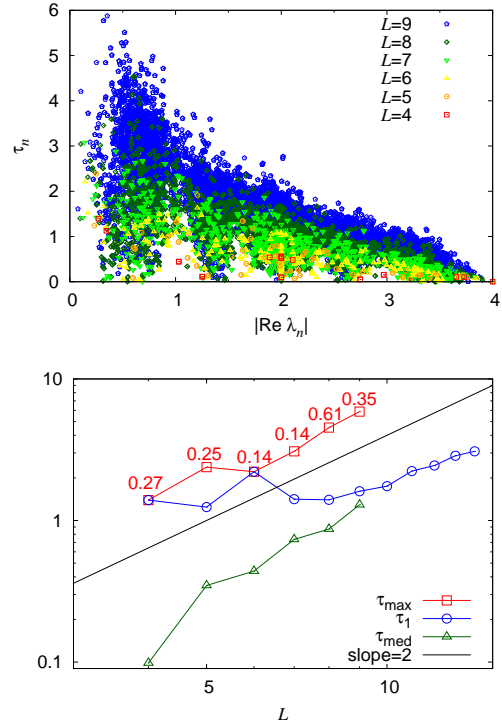 6
5
4
3
2
1
0
τn
L=9
L=8
L=7
L=6
L=5
L=4
0 1 2 3 4
|Re λn|
10
1
0.1
0.27
0.25
0.14
0.14
0.61
0.35
τmax
τ1
τmed
slope=2
5 10
L